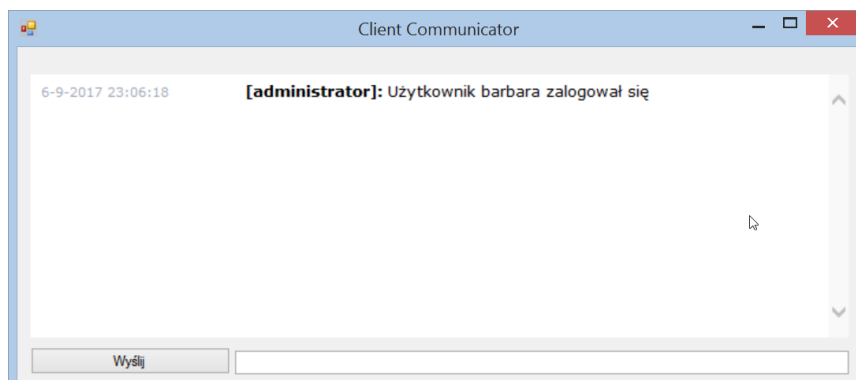 Client Communicator
6-9-2017 23:06:18 [administrator]: Użytkownik barbara zalogował się
Wyślij